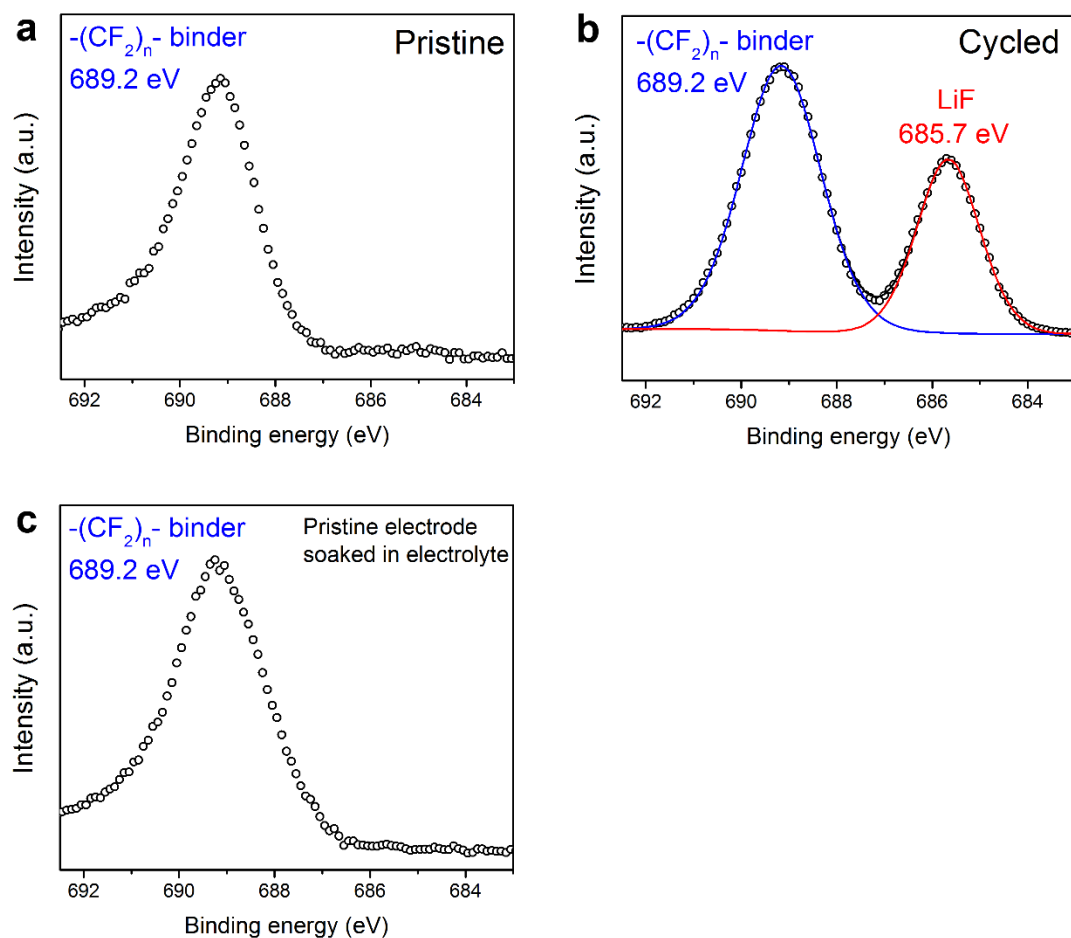 a
-(CF2)n- binder
689.2 eV
Pristine
Intensity (a.u.)
692 690 688 686 684
Binding energy (eV)
b
-(CF2)n- binder
689.2 eV
Cycled
LiF
685.7 eV
Intensity (a.u.)
692 690 688 686 684
Binding energy (eV)
c
-(CF2)n- binder
689.2 eV
Pristine electrode
soaked in electrolyte
Intensity (a.u.)
692 690 688 686 684
Binding energy (eV)